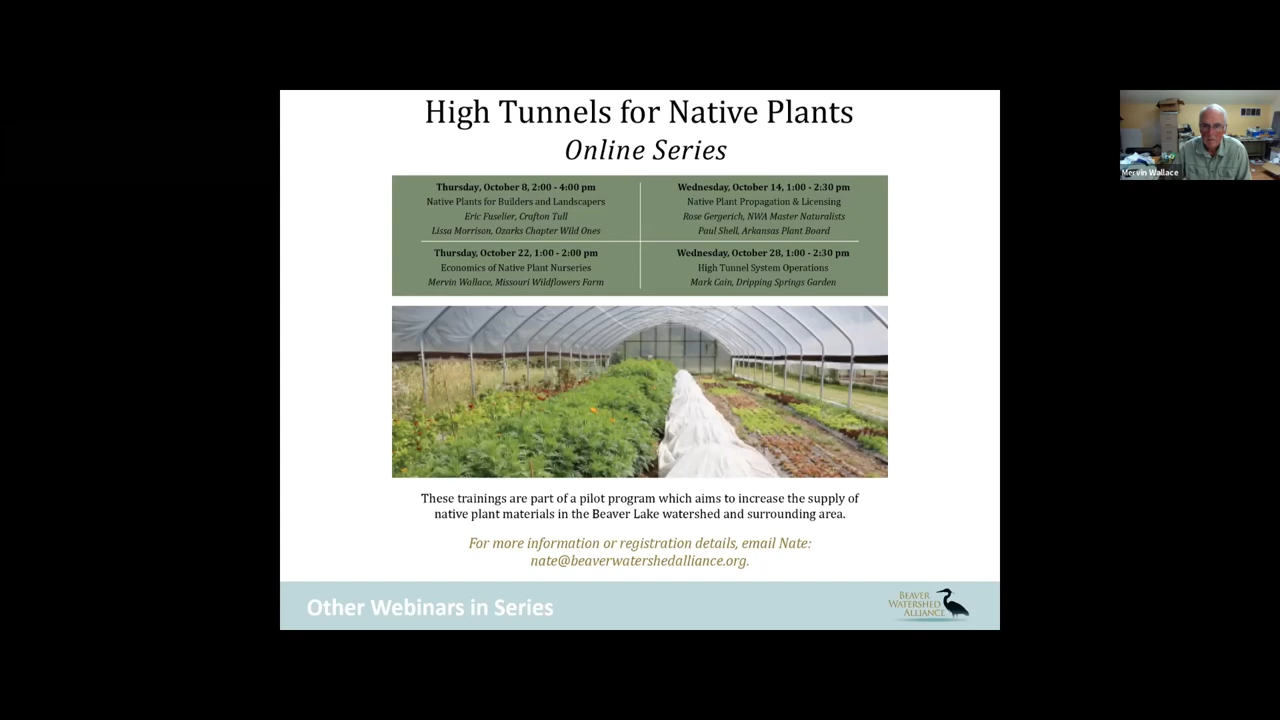 High Tunnels for Native Plants
Online Series
Thursday, October 8, 2:00 - 4:00 pm
Native Plants for Builders and Landscapers
Eric Fuselier, Crafton Tull
Lissa Morrison, Ozarks Chapter Wild Ones
Wednesday, October 14, 1:00 - 2:30 pm
Native Plant Propagation & Licensing
Rose Gergerich, NWA Master Naturalists
Paul Shell, Arkansas Plant Board
Thursday, October 22, 1:00 - 2:00 pm
Economics of Native Plant Nurseries
Mervin Wallace, Missouri Wildflowers Farm
Wednesday, October 28, 1:00 - 2:30 pm
High Tunnel System Operations
Mark Cain, Dripping Springs Garden
These trainings are part of a pilot program which aims to increase the supply of
native plant materials in the Beaver Lake watershed and surrounding area.
For more information or registration details, email Nate:
nate@beaverwatershedalliance.org.
Other Webinars in Series
BEAVER
WATERSHED
ALLIANCE
Mervin Wallace